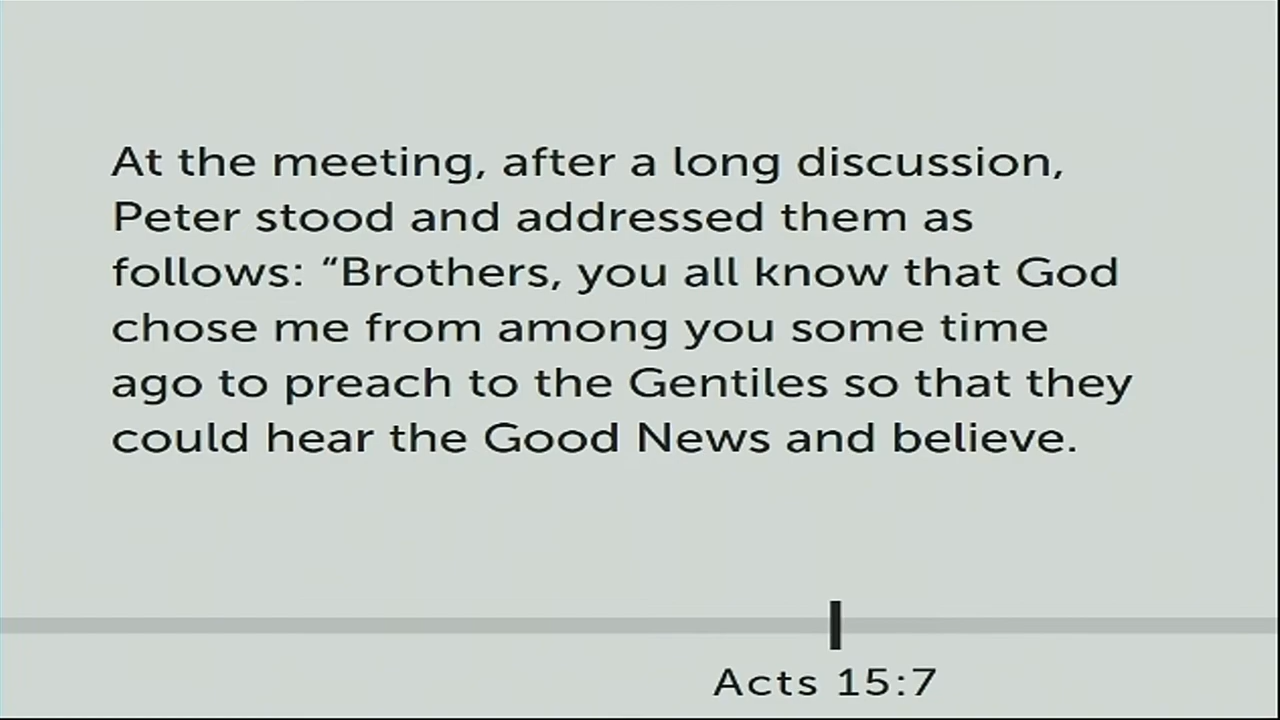 At the meeting, after a long discussion,
Peter stood and addressed them as
follows: “Brothers, you all know that God
chose me from among you some time
ago to preach to the Gentiles so that they
could hear the Good News and believe.
Acts 15:7